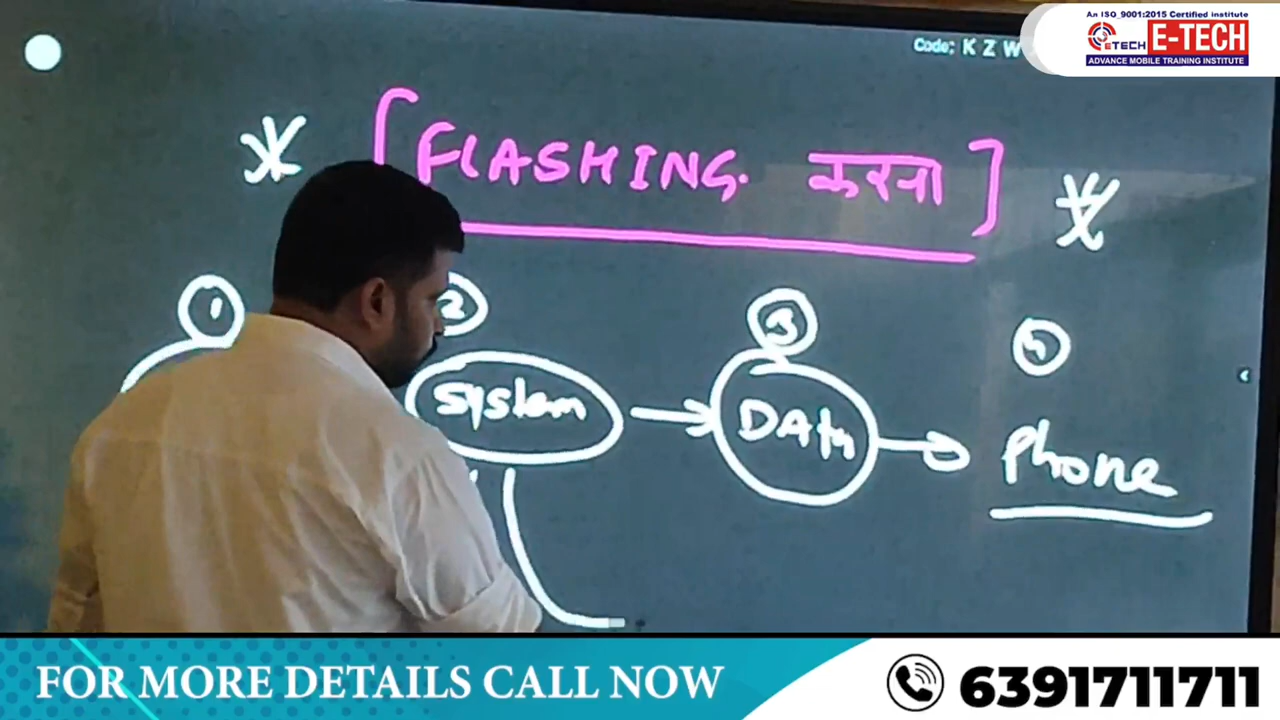 An ISO 9001:2015 Certified institute
ETECH E-TECH
ADVANCE MOBILE TRAINING INSTITUTE
Code: K Z W
[FLASHING. करना]
1 2 3
System → DATA → Phone
FOR MORE DETAILS CALL NOW
6391711711